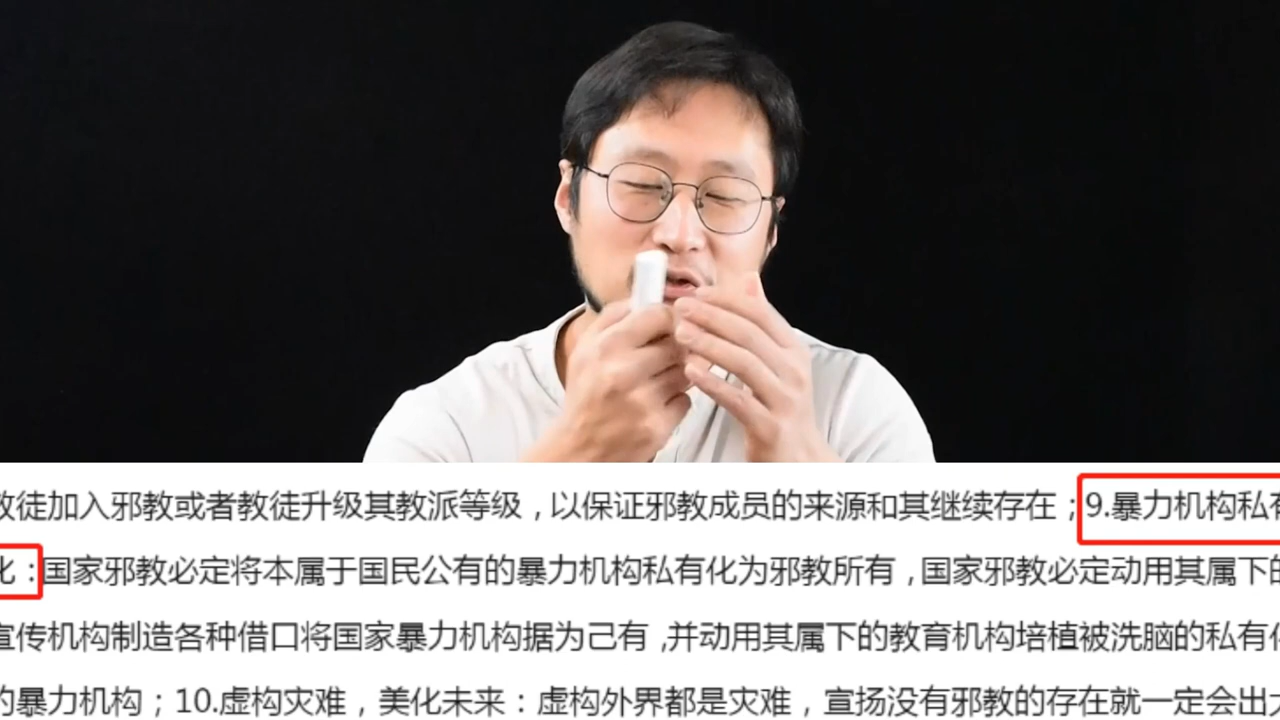 教徒加入邪教或者教徒升级其教派等级，以保证邪教成员的来源和其继续存在；9.暴力机构私有
化：国家邪教必定将本属于国民公有的暴力机构私有化为邪教所有，国家邪教必定动用其属下的
宣传机构制造各种借口将国家暴力机构据为己有，并动用其属下的教育机构培植被洗脑的私有化
的暴力机构；10.虚构灾难，美化未来：虚构外界都是灾难，宣扬没有邪教的存在就一定会出大